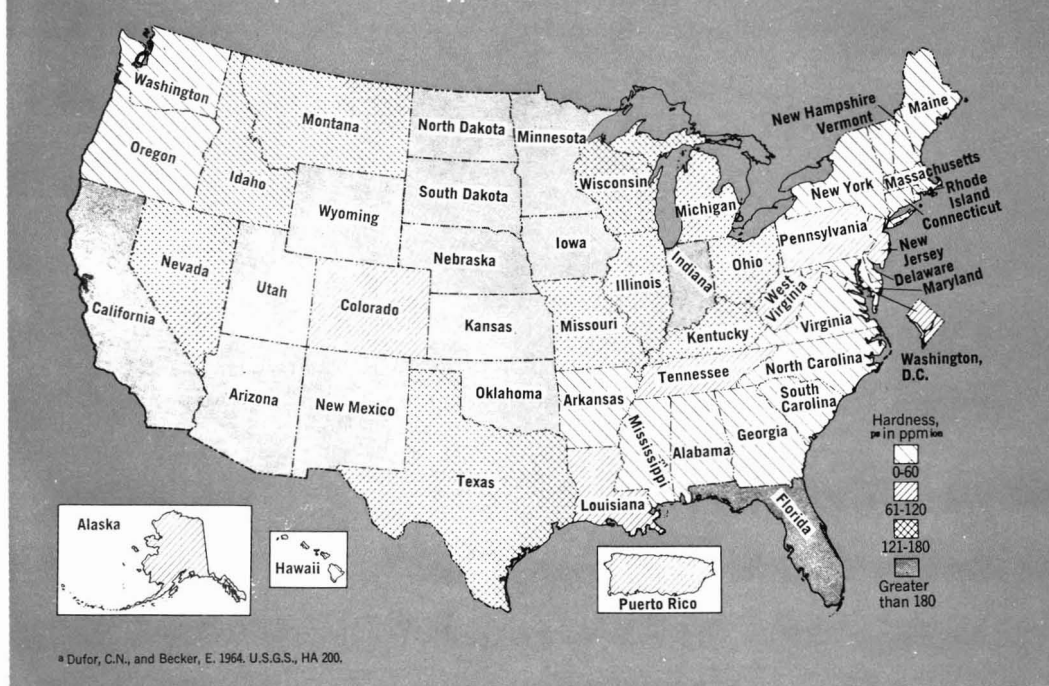 Washington
Montana
North Dakota
Minnesota
Maine
New Hampshire
Vermont
Oregon
Idaho
South Dakota
Wisconsin
Michigan
New York
Massachusetts
Rhode
Island
Connecticut
Wyoming
Iowa
Nebraska
Pennsylvania
New
Jersey
Delaware
Maryland
Nevada
Utah
Colorado
Illinois
Indiana
Ohio
West
Virginia
California
Kansas
Missouri
Kentucky
Virginia
Washington,
D.C.
Arizona
New Mexico
Oklahoma
Arkansas
Tennessee
North Carolina
South
Carolina
Texas
Louisiana
Mississippi
Alabama
Georgia
Florida
Hardness,
in ppm
0-60
61-120
121-180
Greater
than 180
Alaska
Hawaii
Puerto Rico
a Dufor, C.N., and Becker, E. 1964. U.S.G.S., HA 200.